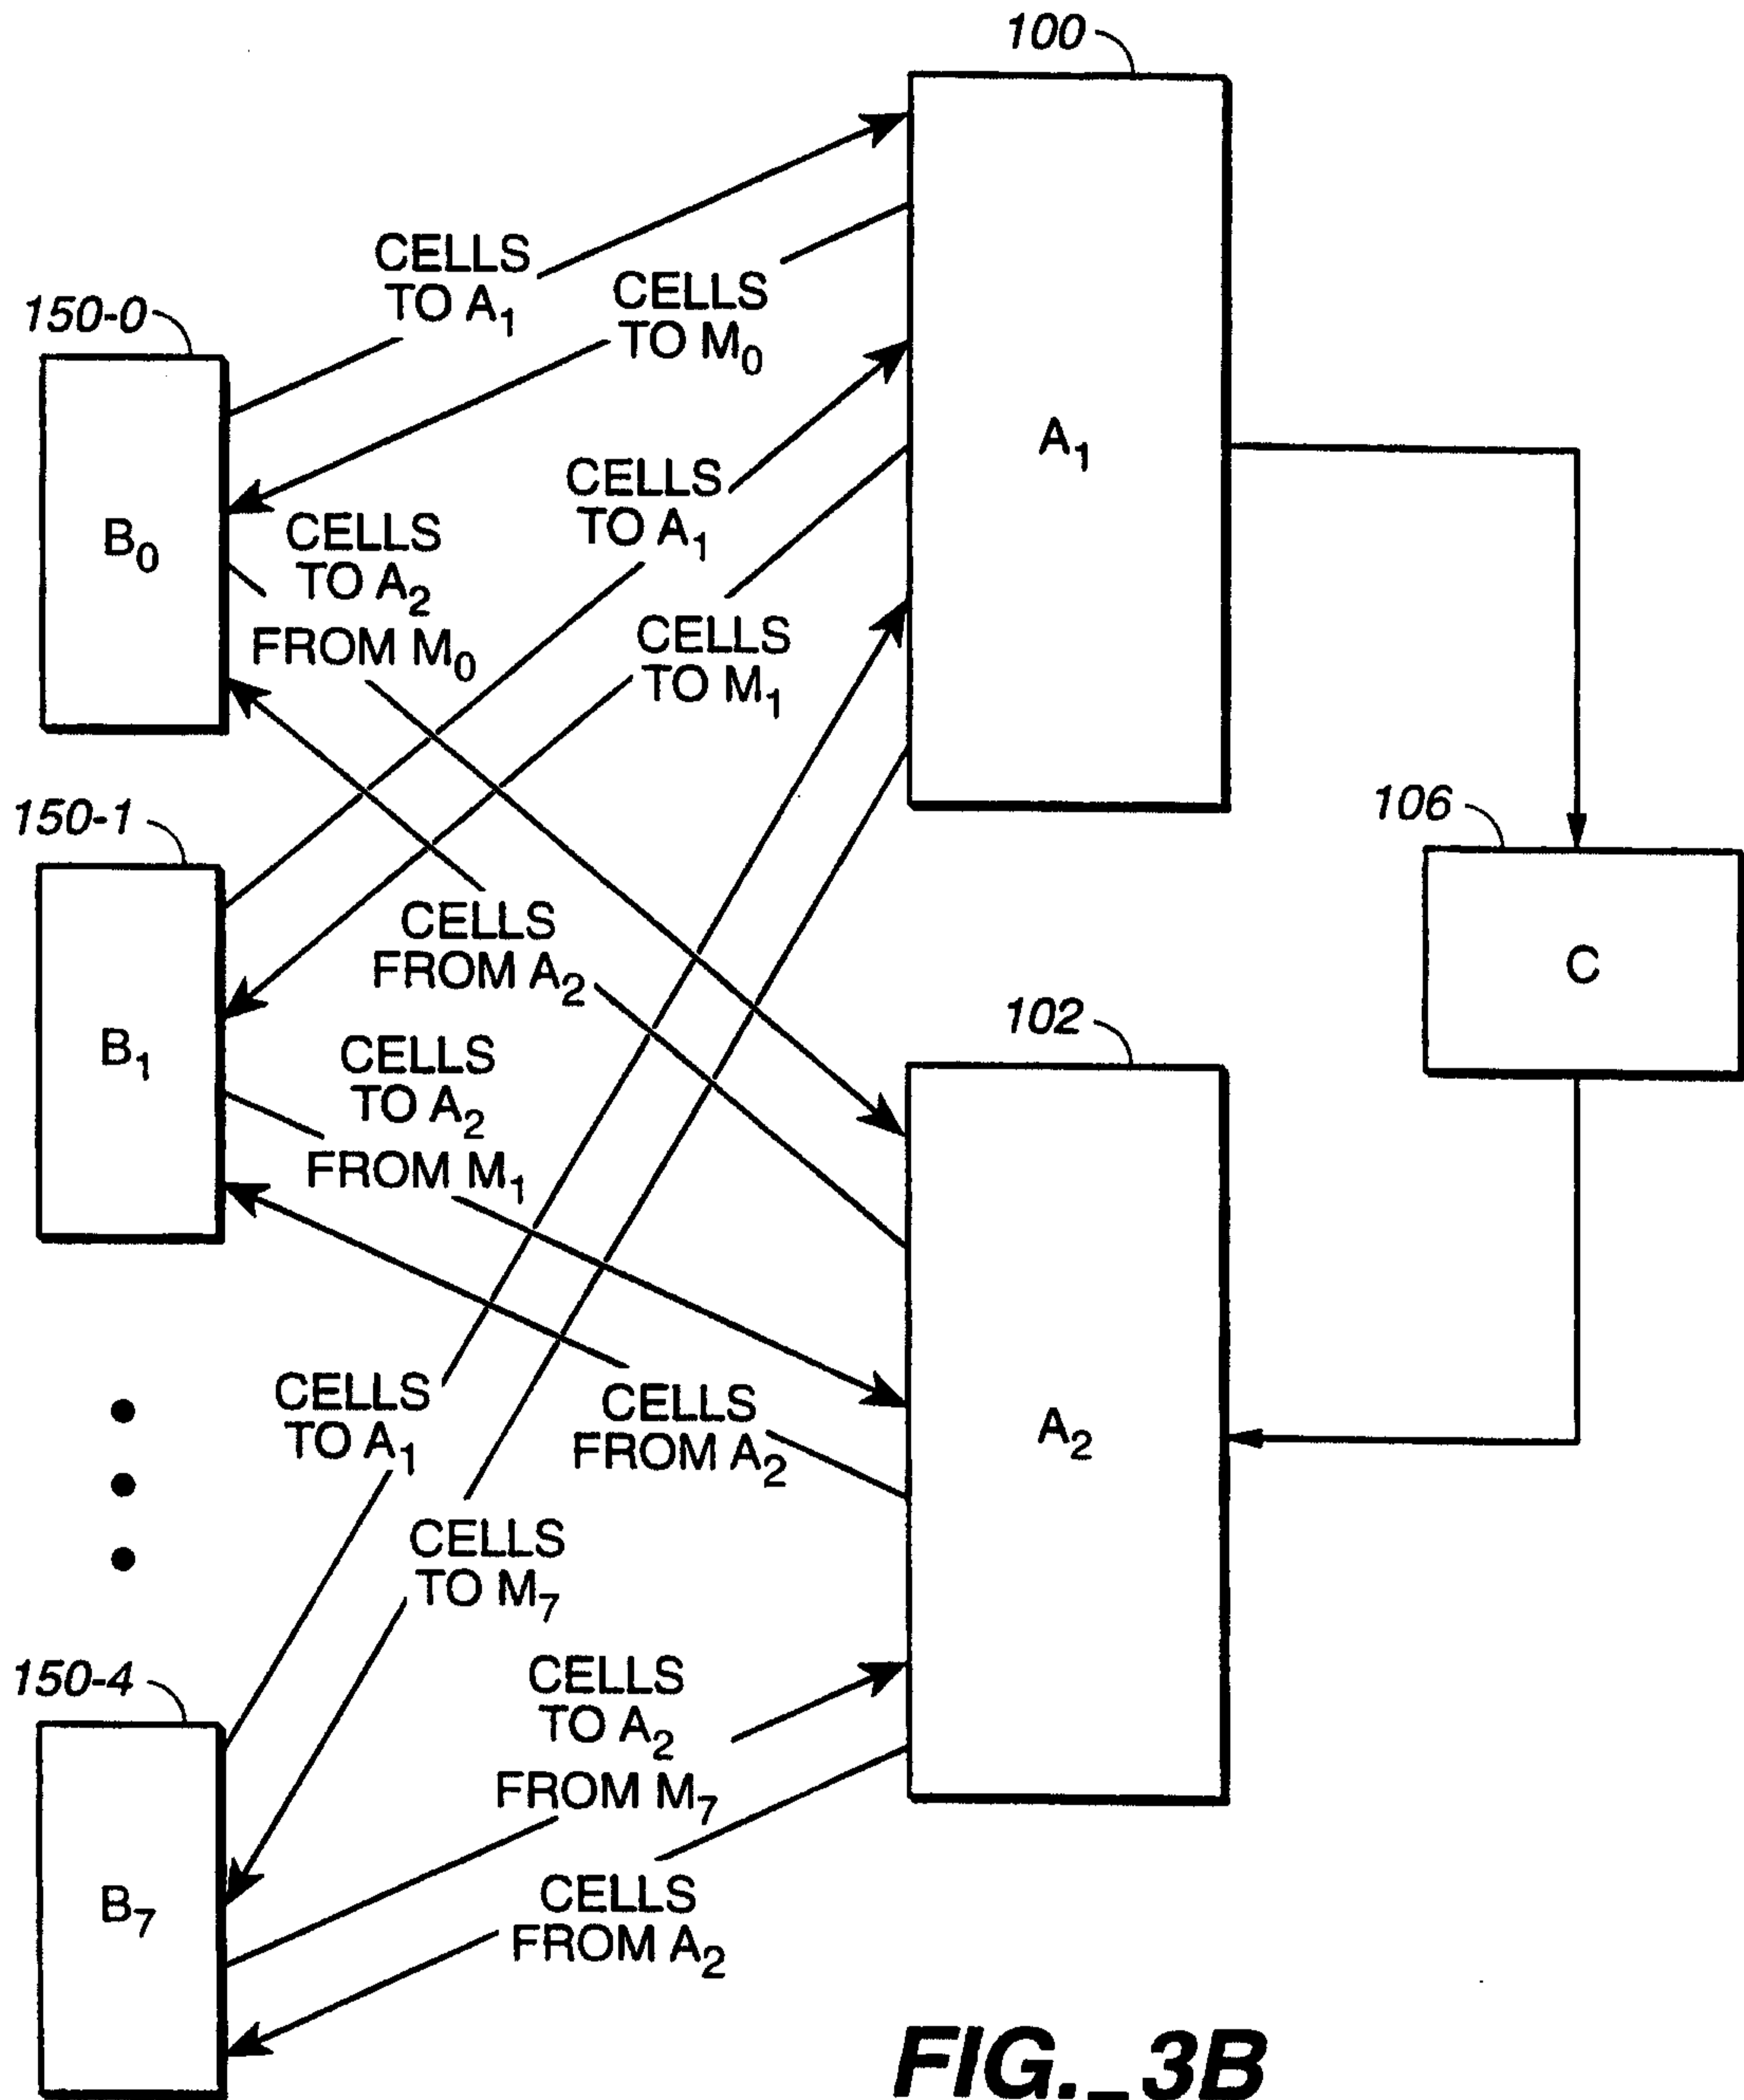 100
CELLS
TO A₁
CELLS
TO M₀
150-0
A₁
CELLS
TO A₁
B₀
CELLS
TO A₂
FROM M₀
CELLS
TO M₁
106
150-1
CELLS
FROM A₂
C
102
B₁
CELLS
TO A₂
FROM M₁
CELLS
TO A₁
CELLS
FROM A₂
A₂
CELLS
TO M₇
150-4
CELLS
TO A₂
FROM M₇
B₇
CELLS
FROM A₂
FIG._3B